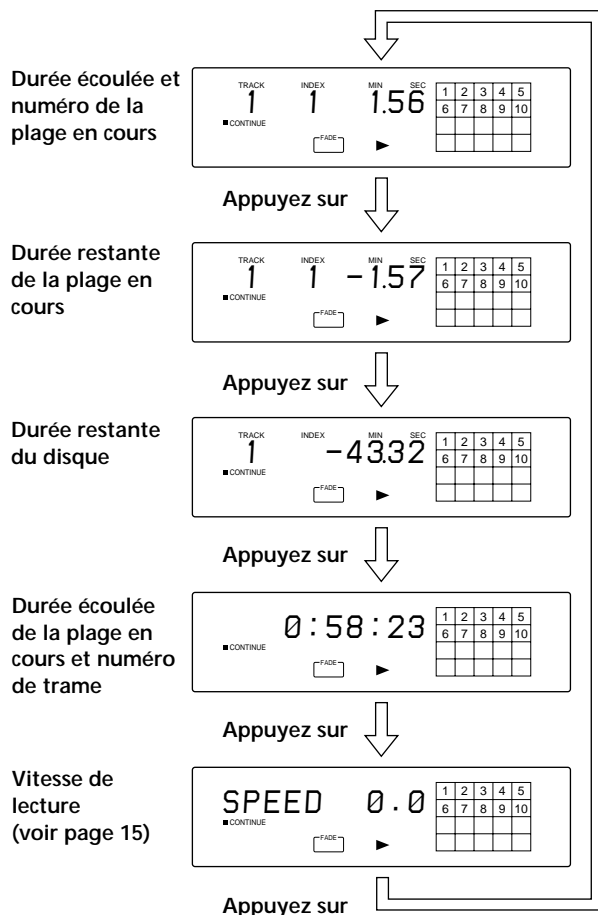 Durée écoulée et
numéro de la
plage en cours
TRACK INDEX MIN SEC
1 1 1.56
CONTINUE
FADE
1 2 3 4 5
6 7 8 9 10
Appuyez sur
Durée restante
de la plage en
cours
TRACK INDEX MIN SEC
1 1 -1.57
CONTINUE
FADE
1 2 3 4 5
6 7 8 9 10
Appuyez sur
Durée restante
du disque
TRACK INDEX MIN SEC
1 -43.32
CONTINUE
FADE
1 2 3 4 5
6 7 8 9 10
Appuyez sur
Durée écoulée
de la plage en
cours et numéro
de trame
0:58:23
CONTINUE
FADE
1 2 3 4 5
6 7 8 9 10
Appuyez sur
Vitesse de
lecture
(voir page 15)
SPEED 0.0
CONTINUE
FADE
1 2 3 4 5
6 7 8 9 10
Appuyez sur